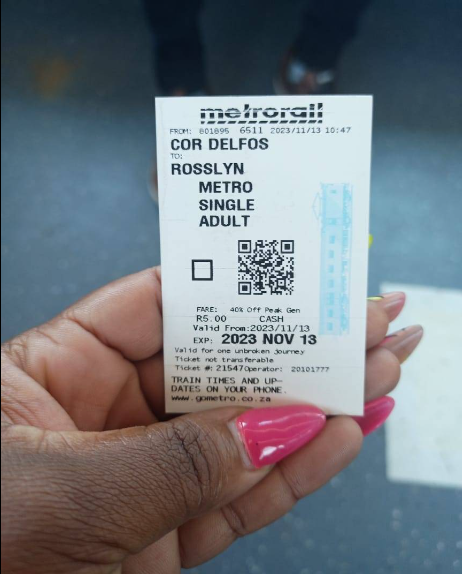 metrorail
FROM: 801895 6511 2023/11/13 10:47
COR DELFOS
TO:
ROSSLYN
METRO
SINGLE
ADULT
FARE: 40% Off Peak Gen
R5.00 CASH
Valid From:2023/11/13
EXP: 2023 NOV 13
Valid for one unbroken journey
Ticket not transferable
Ticket #: 21547 Operator: 20101777
TRAIN TIMES AND UP-
DATES ON YOUR PHONE.
www.gometro.co.za